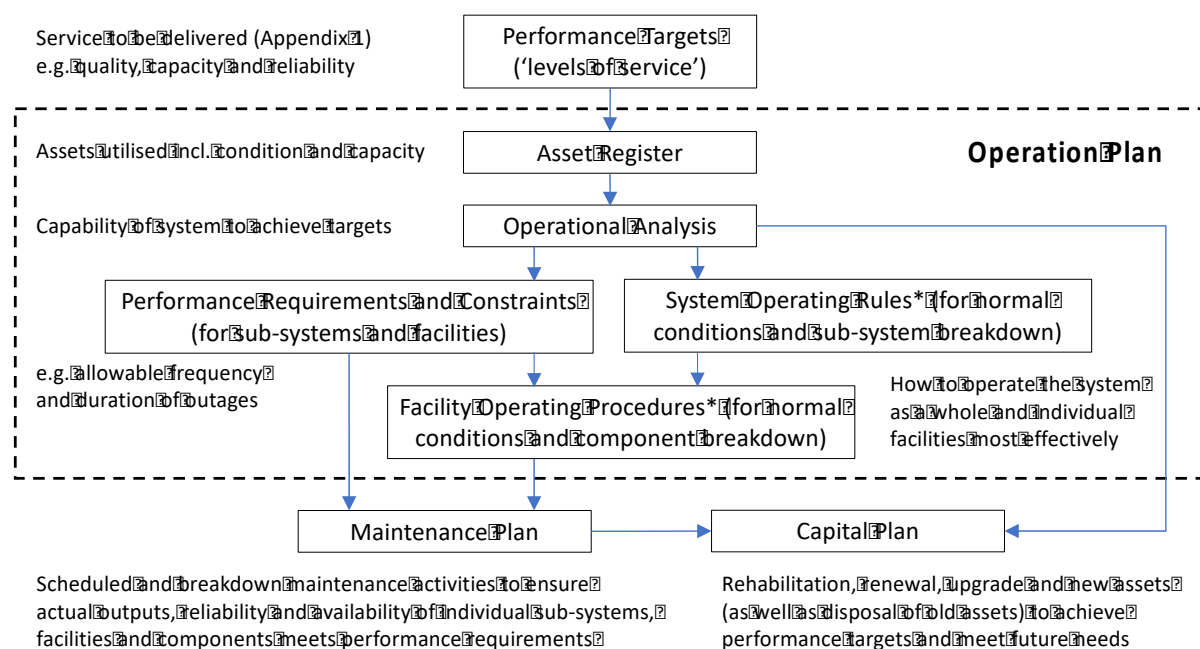 Service to be delivered (Appendix 1)
e.g. quality, capacity and reliability
Performance Targets
(‘levels of service’)
Assets utilised incl. condition and capacity
Asset Register
Operation Plan
Capability of system to achieve targets
Operational Analysis
Performance Requirements and Constraints
(for sub-systems and facilities)
System Operating Rules* (for normal
conditions and sub-system breakdown)
e.g. allowable frequency
and duration of outages
Facility Operating Procedures* (for normal
conditions and component breakdown)
How to operate the system
as a whole and individual
facilities most effectively
Maintenance Plan
Capital Plan
Scheduled and breakdown maintenance activities to ensure
actual outputs, reliability and availability of individual sub-systems,
facilities and components meets performance requirements
Rehabilitation, renewal, upgrade and new assets
(as well as disposal of old assets) to achieve
performance targets and meet future needs